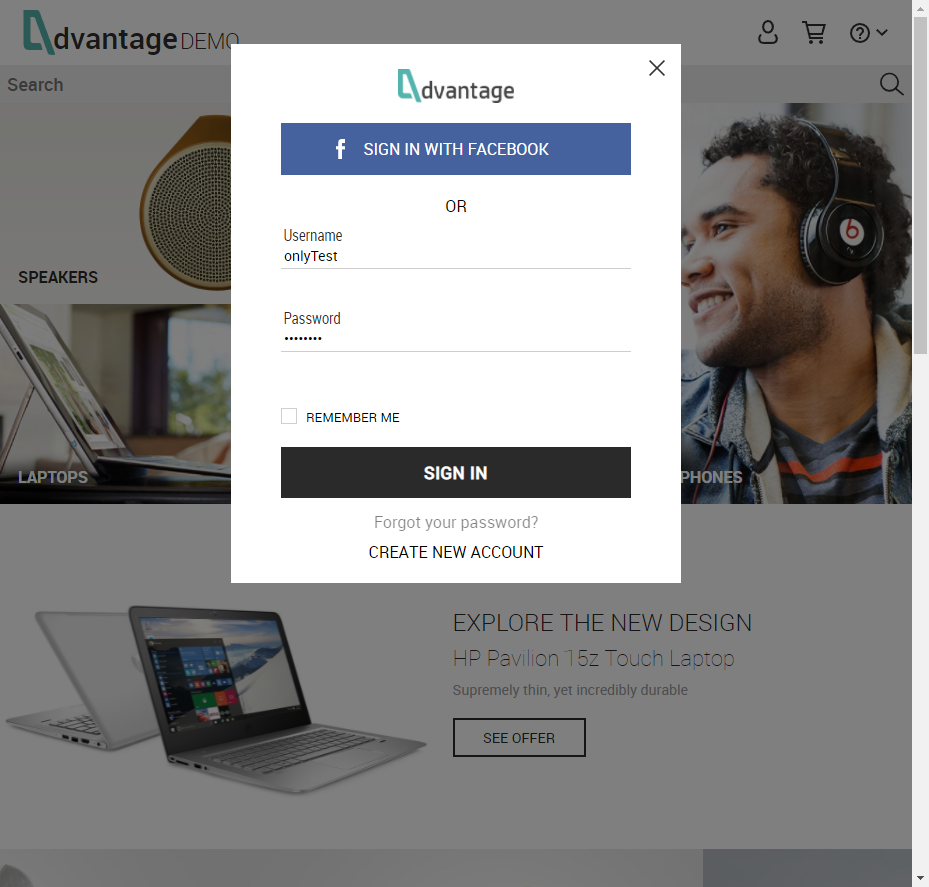 dvantage DEMO
Search
SPEAKERS
LAPTOPS
PHONES
dvantage
SIGN IN WITH FACEBOOK
OR
Username
onlyTest
Password
••••••••
REMEMBER ME
SIGN IN
Forgot your password?
CREATE NEW ACCOUNT
EXPLORE THE NEW DESIGN
HP Pavilion 15z Touch Laptop
Supremely thin, yet incredibly durable
SEE OFFER